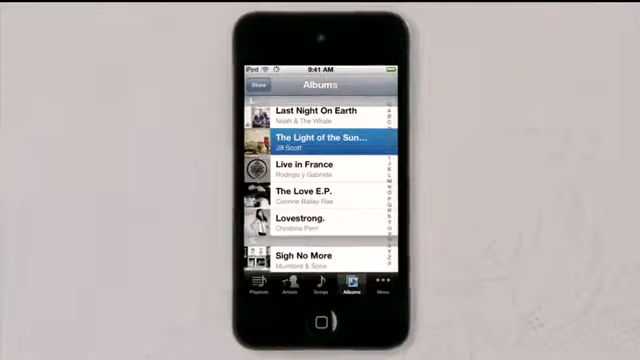 iPod 9:41 AM
Store Albums
L
Last Night On Earth
Noah & The Whale
The Light of the Sun...
Jill Scott
Live in France
Rodrigo y Gabriela
The Love E.P.
Corinne Bailey Rae
Lovestrong.
Christina Perri
S
Sigh No More
Mumford & Sons
Playlists Artists Songs Albums More